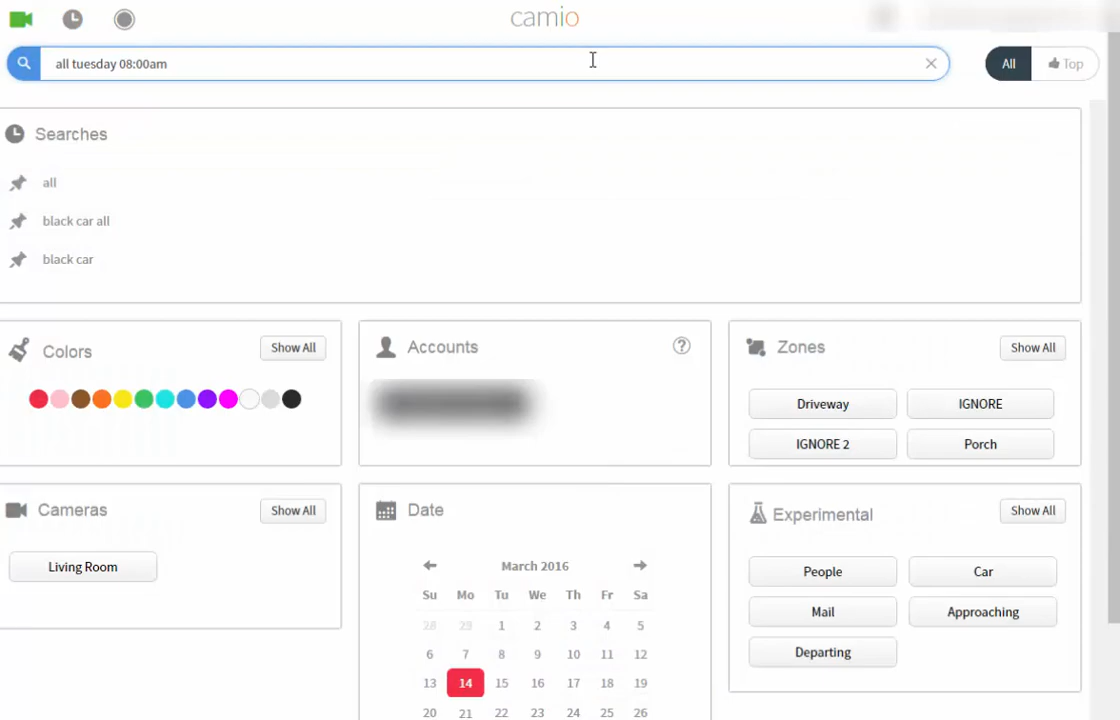 camio
all tuesday 08:00am
All
Top
Searches
all
black car all
black car
Colors
Show All
Accounts
?
Zones
Show All
Driveway
IGNORE
IGNORE 2
Porch
Cameras
Show All
Living Room
Date
March 2016
Su Mo Tu We Th Fr Sa
28 29 1 2 3 4 5
6 7 8 9 10 11 12
13 14 15 16 17 18 19
20 21 22 23 24 25 26
Experimental
Show All
People
Car
Mail
Approaching
Departing